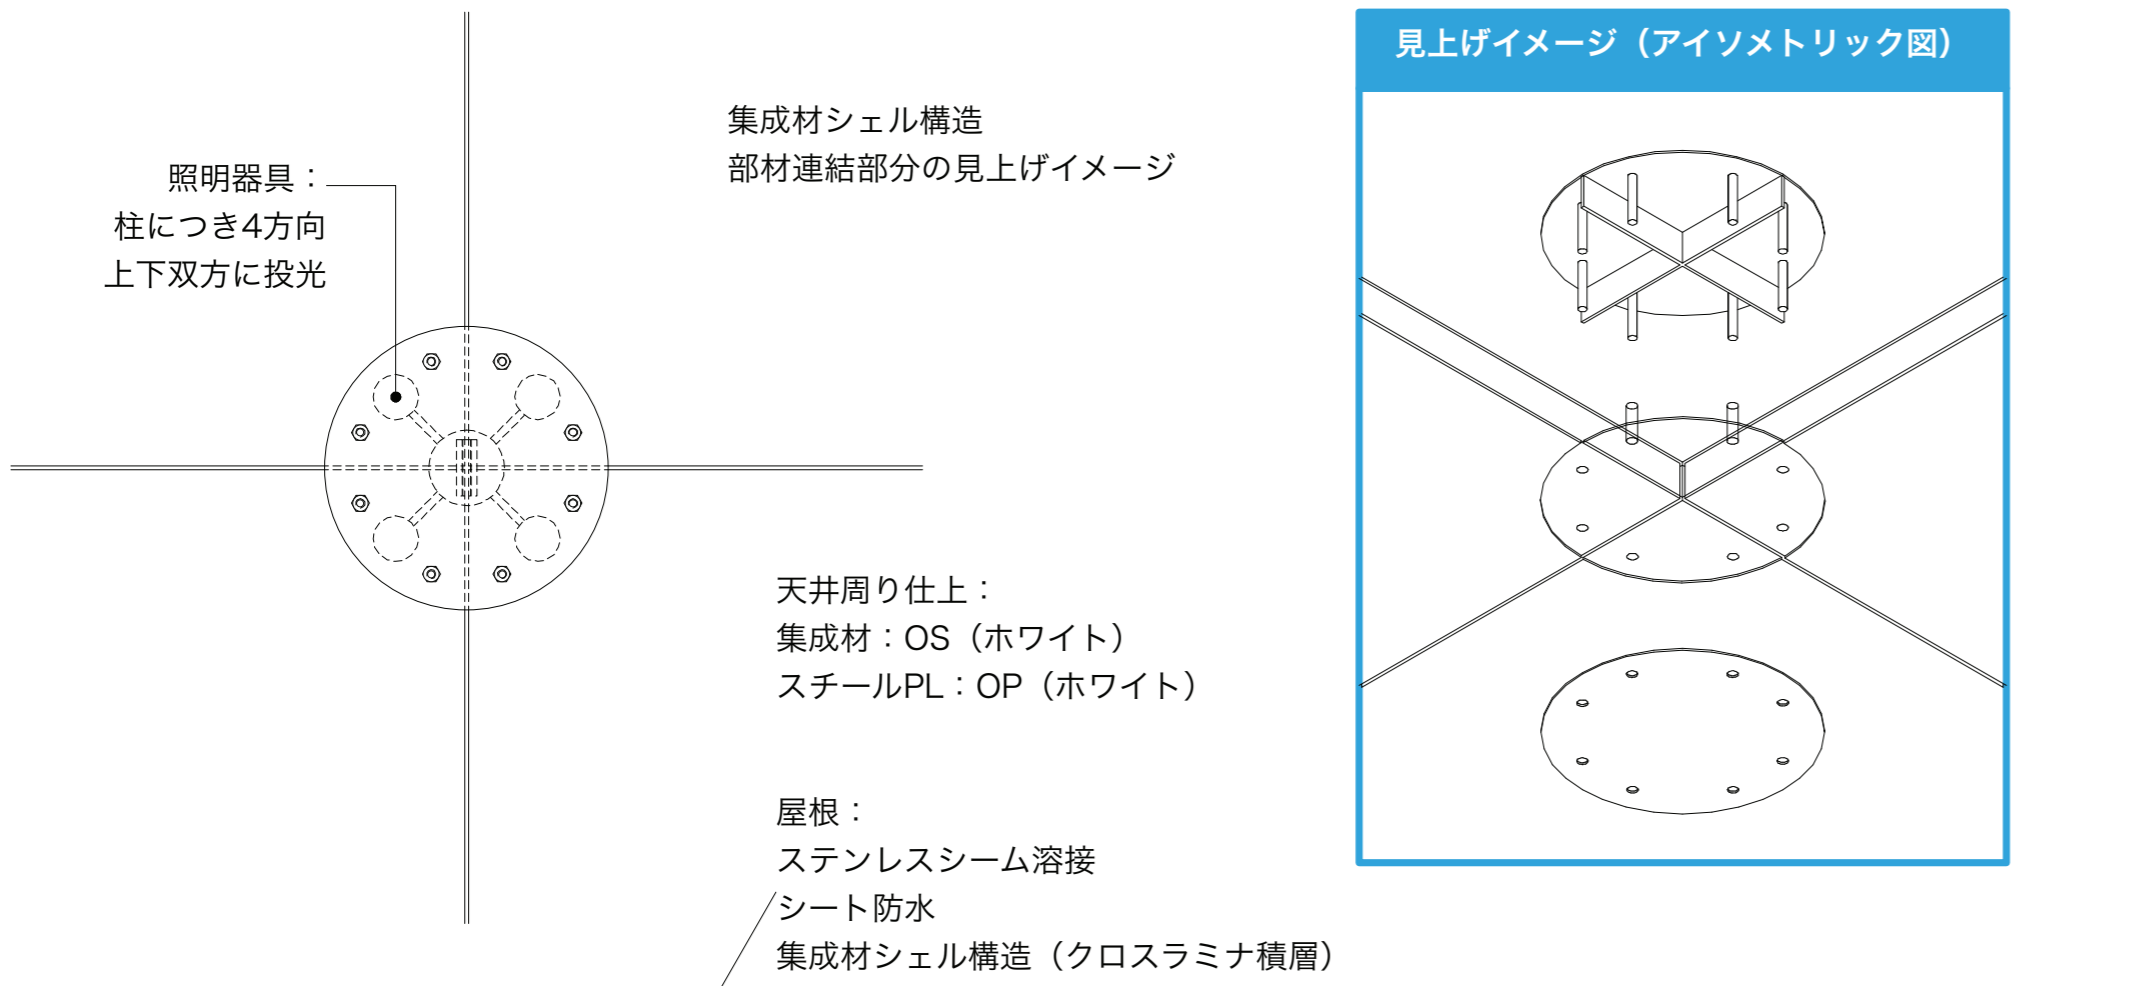 見上げイメージ（アイソメトリック図）
集成材シェル構造
部材連結部分の見上げイメージ
照明器具：
柱につき4方向
上下双方に投光
天井周り仕上：
集成材：OS（ホワイト）
スチールPL：OP（ホワイト）
屋根：
ステンレスシーム溶接
シート防水
集成材シェル構造（クロスラミナ積層）